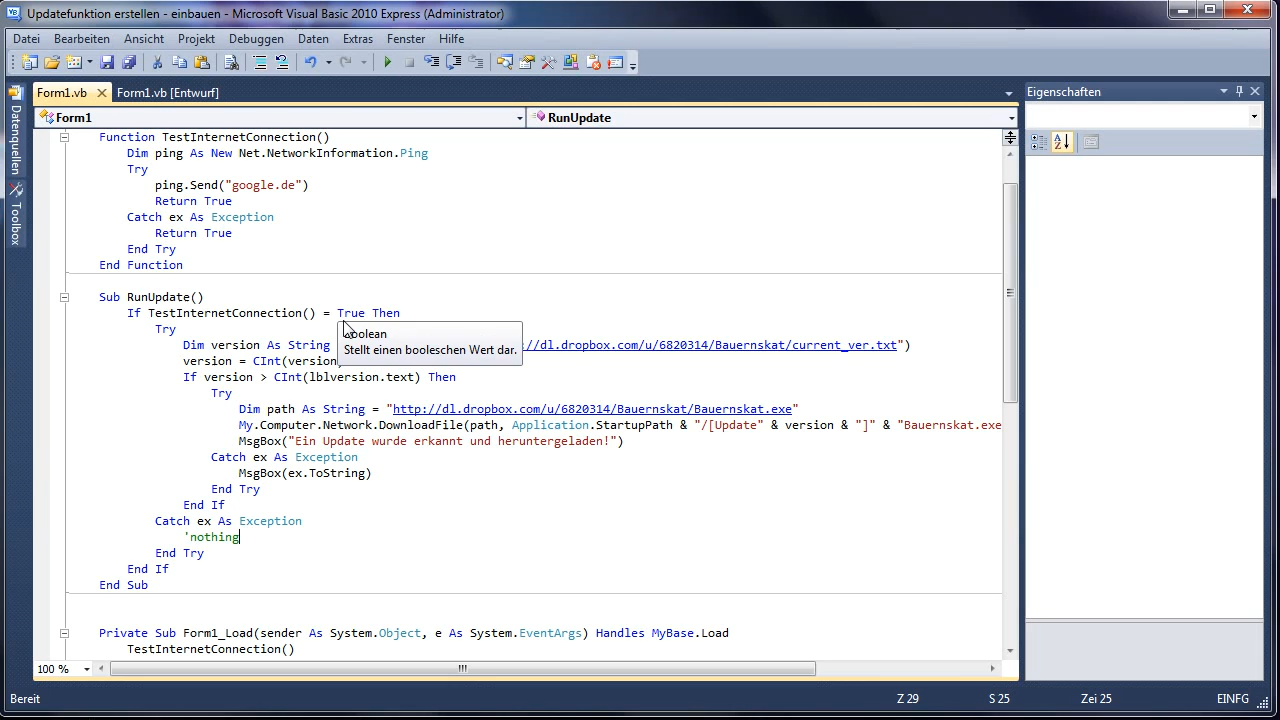 Updatefunktion erstellen - einbauen - Microsoft Visual Basic 2010 Express (Administrator)
Datei Bearbeiten Ansicht Projekt Debuggen Daten Extras Fenster Hilfe
Form1.vb Form1.vb [Entwurf]
Eigenschaften
Form1 RunUpdate
Datenquellen
Toolbox
Function TestInternetConnection()
Dim ping As New Net.NetworkInformation.Ping
Try
ping.Send("google.de")
Return True
Catch ex As Exception
Return True
End Try
End Function
Sub RunUpdate()
If TestInternetConnection() = True Then
Try
Boolean
Stellt einen booleschen Wert dar.
Dim version As String //dl.dropbox.com/u/6820314/Bauernskat/current_ver.txt")
version = CInt(version)
If version > CInt(lblversion.text) Then
Try
Dim path As String = "http://dl.dropbox.com/u/6820314/Bauernskat/Bauernskat.exe"
My.Computer.Network.DownloadFile(path, Application.StartupPath & "/[Update" & version & "]" & "Bauernskat.exe
MsgBox("Ein Update wurde erkannt und heruntergeladen!")
Catch ex As Exception
MsgBox(ex.ToString)
End Try
End If
Catch ex As Exception
'nothing
End Try
End If
End Sub
Private Sub Form1_Load(sender As System.Object, e As System.EventArgs) Handles MyBase.Load
TestInternetConnection()
100 %
Bereit Z 29 S 25 Zei 25 EINFG